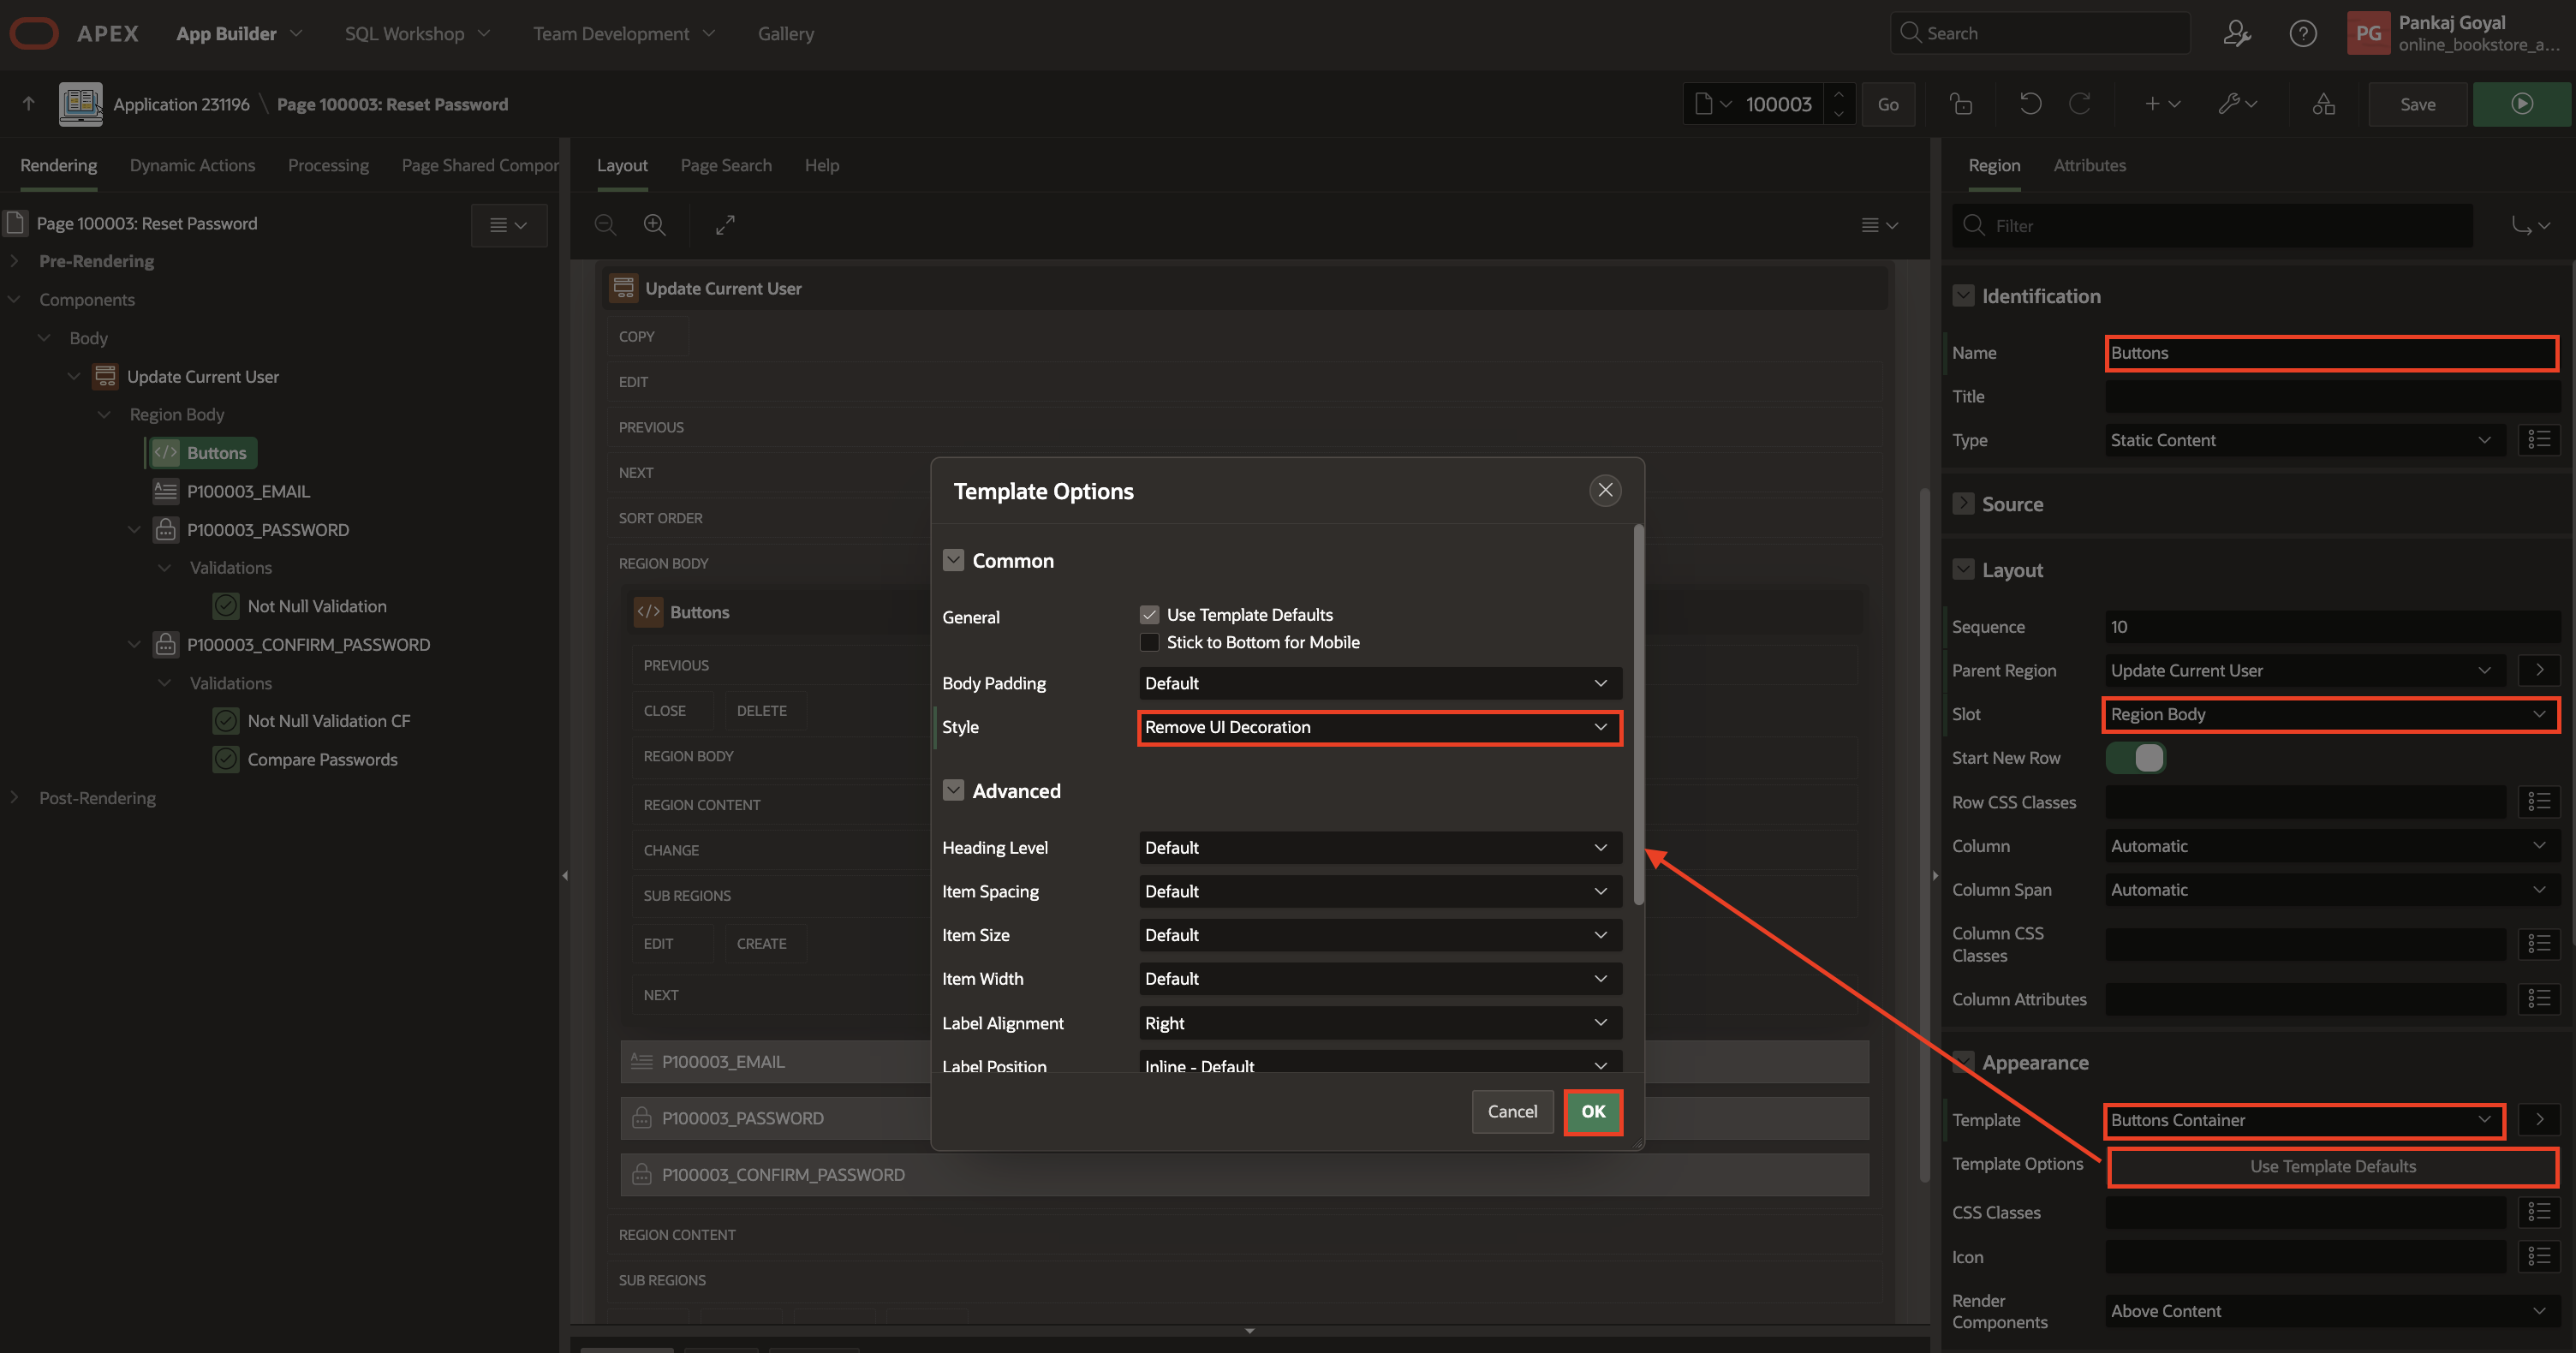 APEX App Builder SQL Workshop Team Development Gallery Search PG Pankaj Goyal
online_bookstore_a...
Application 231196 \ Page 100003: Reset Password 100003 Go Save
Rendering Dynamic Actions Processing Page Shared Compor
Page 100003: Reset Password
Pre-Rendering
Components
Body
Update Current User
Region Body
Buttons
P100003_EMAIL
P100003_PASSWORD
Validations
Not Null Validation
P100003_CONFIRM_PASSWORD
Validations
Not Null Validation CF
Compare Passwords
Post-Rendering
Layout Page Search Help
Update Current User
COPY
EDIT
PREVIOUS
NEXT
SORT ORDER
REGION BODY
Buttons
PREVIOUS
CLOSE DELETE
REGION BODY
REGION CONTENT
CHANGE
SUB REGIONS
EDIT CREATE
NEXT
P100003_EMAIL
P100003_PASSWORD
P100003_CONFIRM_PASSWORD
REGION CONTENT
SUB REGIONS
Template Options
Common
General Use Template Defaults
Stick to Bottom for Mobile
Body Padding Default
Style Remove UI Decoration
Advanced
Heading Level Default
Item Spacing Default
Item Size Default
Item Width Default
Label Alignment Right
Label Position Inline - Default
Cancel OK
Region Attributes
Filter
Identification
Name Buttons
Title
Type Static Content
Source
Layout
Sequence 10
Parent Region Update Current User
Slot Region Body
Start New Row
Row CSS Classes
Column Automatic
Column Span Automatic
Column CSS
Classes
Column Attributes
Appearance
Template Buttons Container
Template Options Use Template Defaults
CSS Classes
Icon
Render
Components Above Content